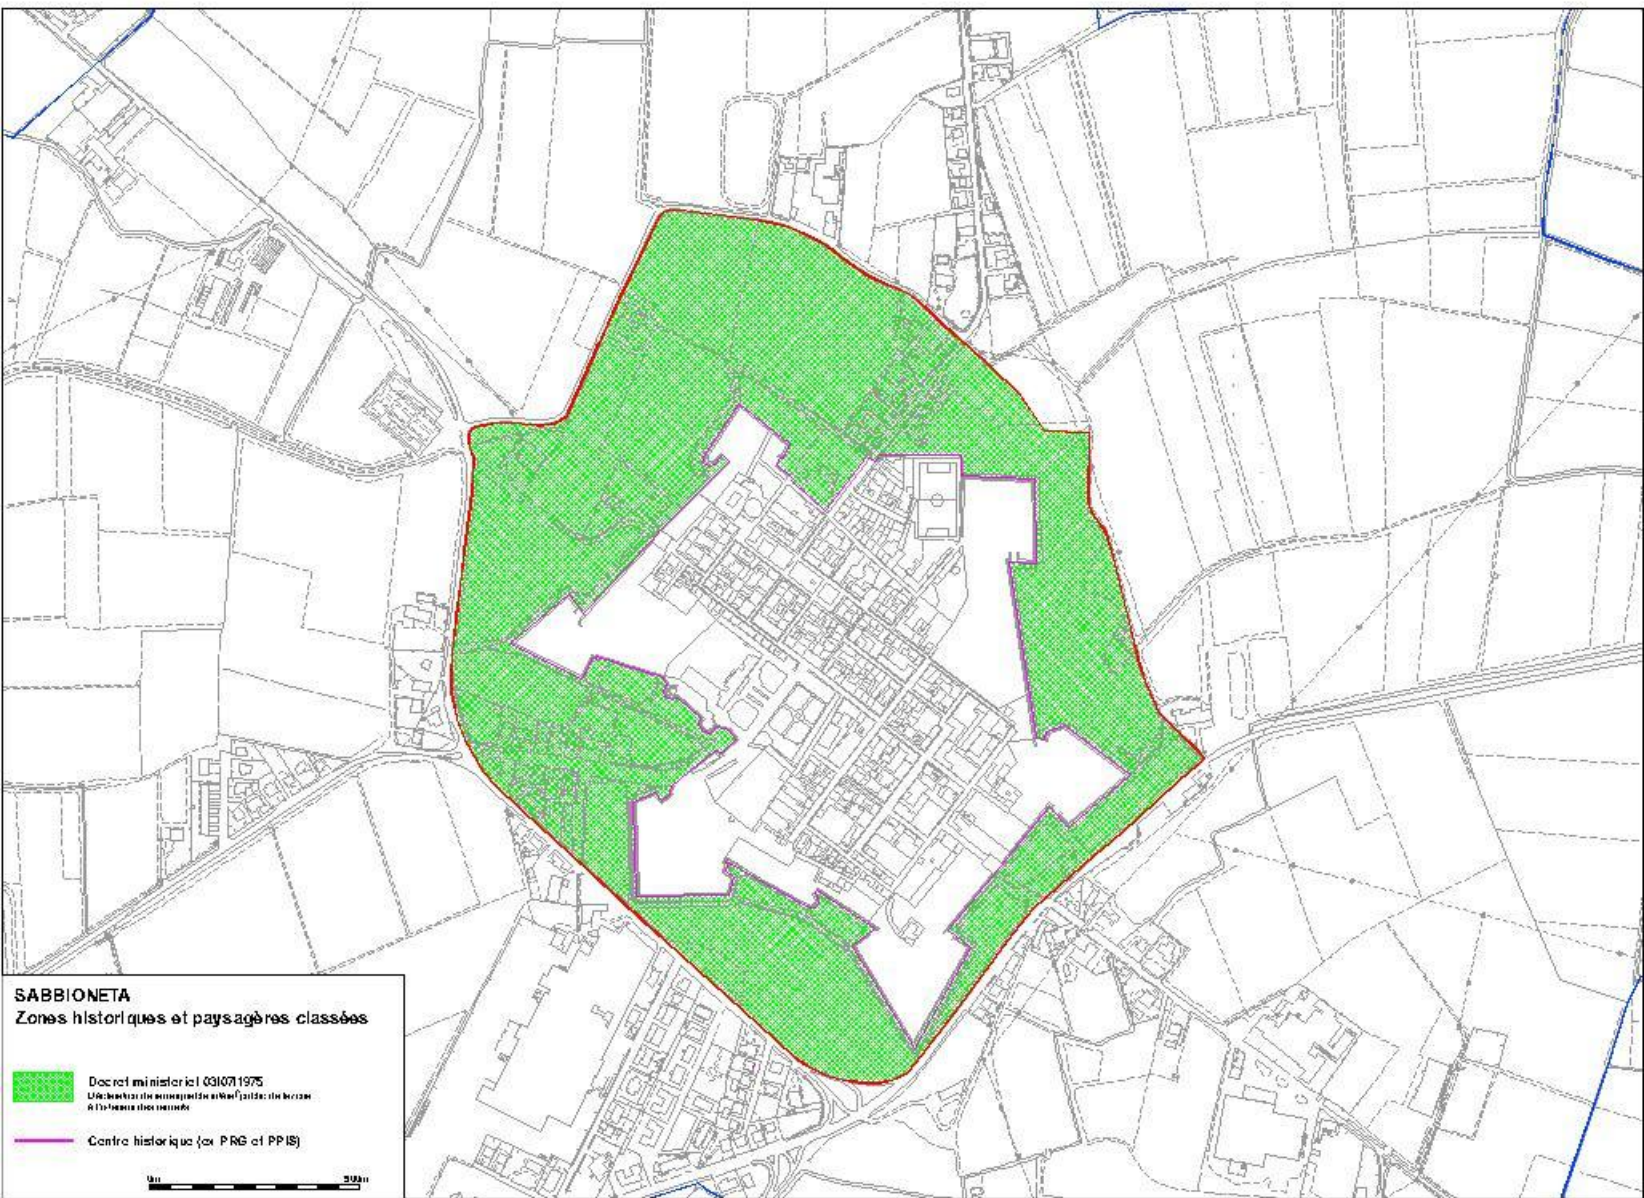 SABBIONETA
Zones historiques et paysagères classées
Decret ministeriel 03/07/1975
Centre historique (ex PRG et PPIS)
0m 500m